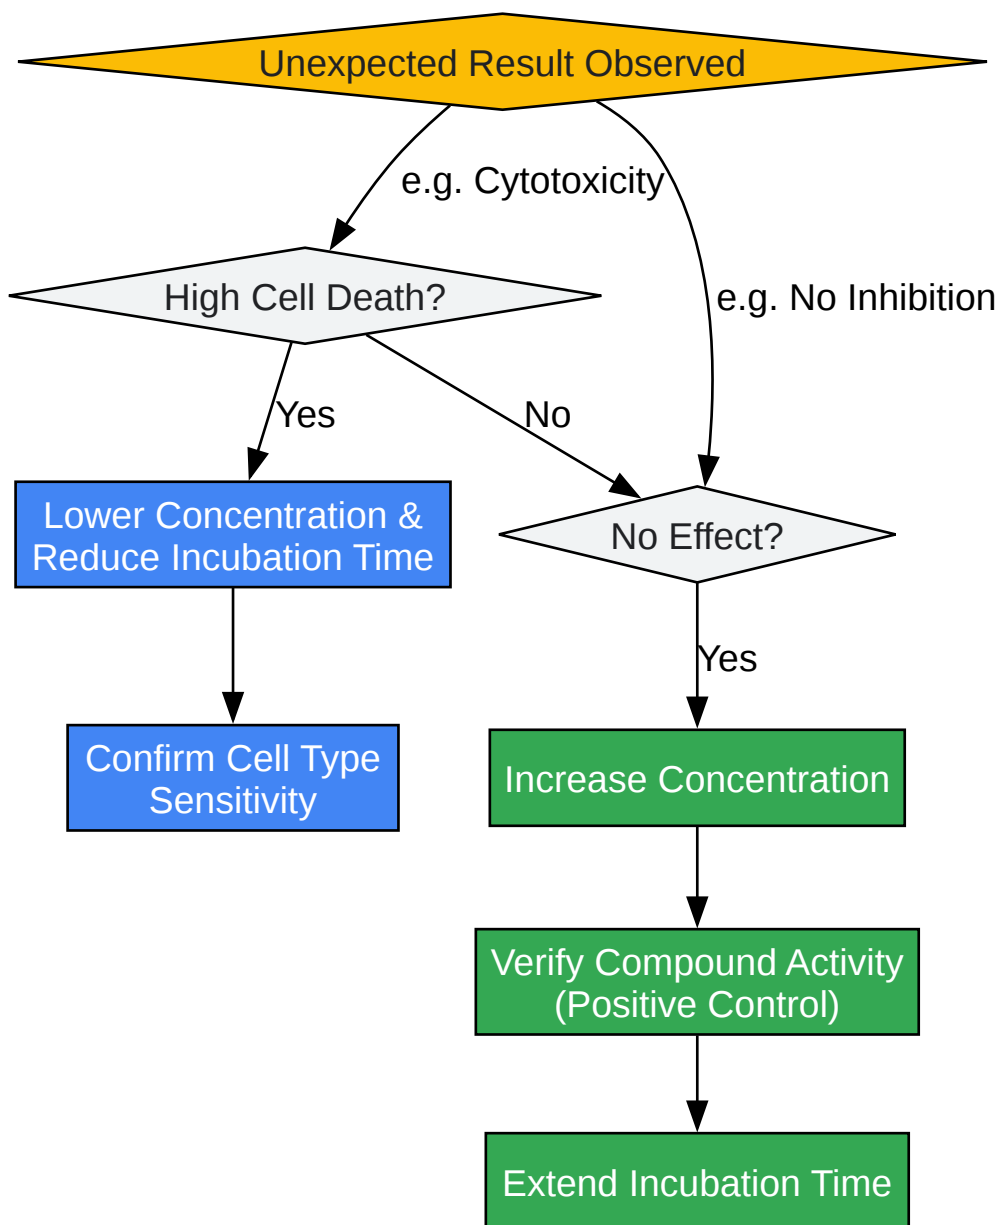 Unexpected Result Observed
e.g. Cytotoxicity
High Cell Death?
e.g. No Inhibition
Yes
No
Lower Concentration &
Reduce Incubation Time
No Effect?
Yes
Confirm Cell Type
Sensitivity
Increase Concentration
Verify Compound Activity
(Positive Control)
Extend Incubation Time